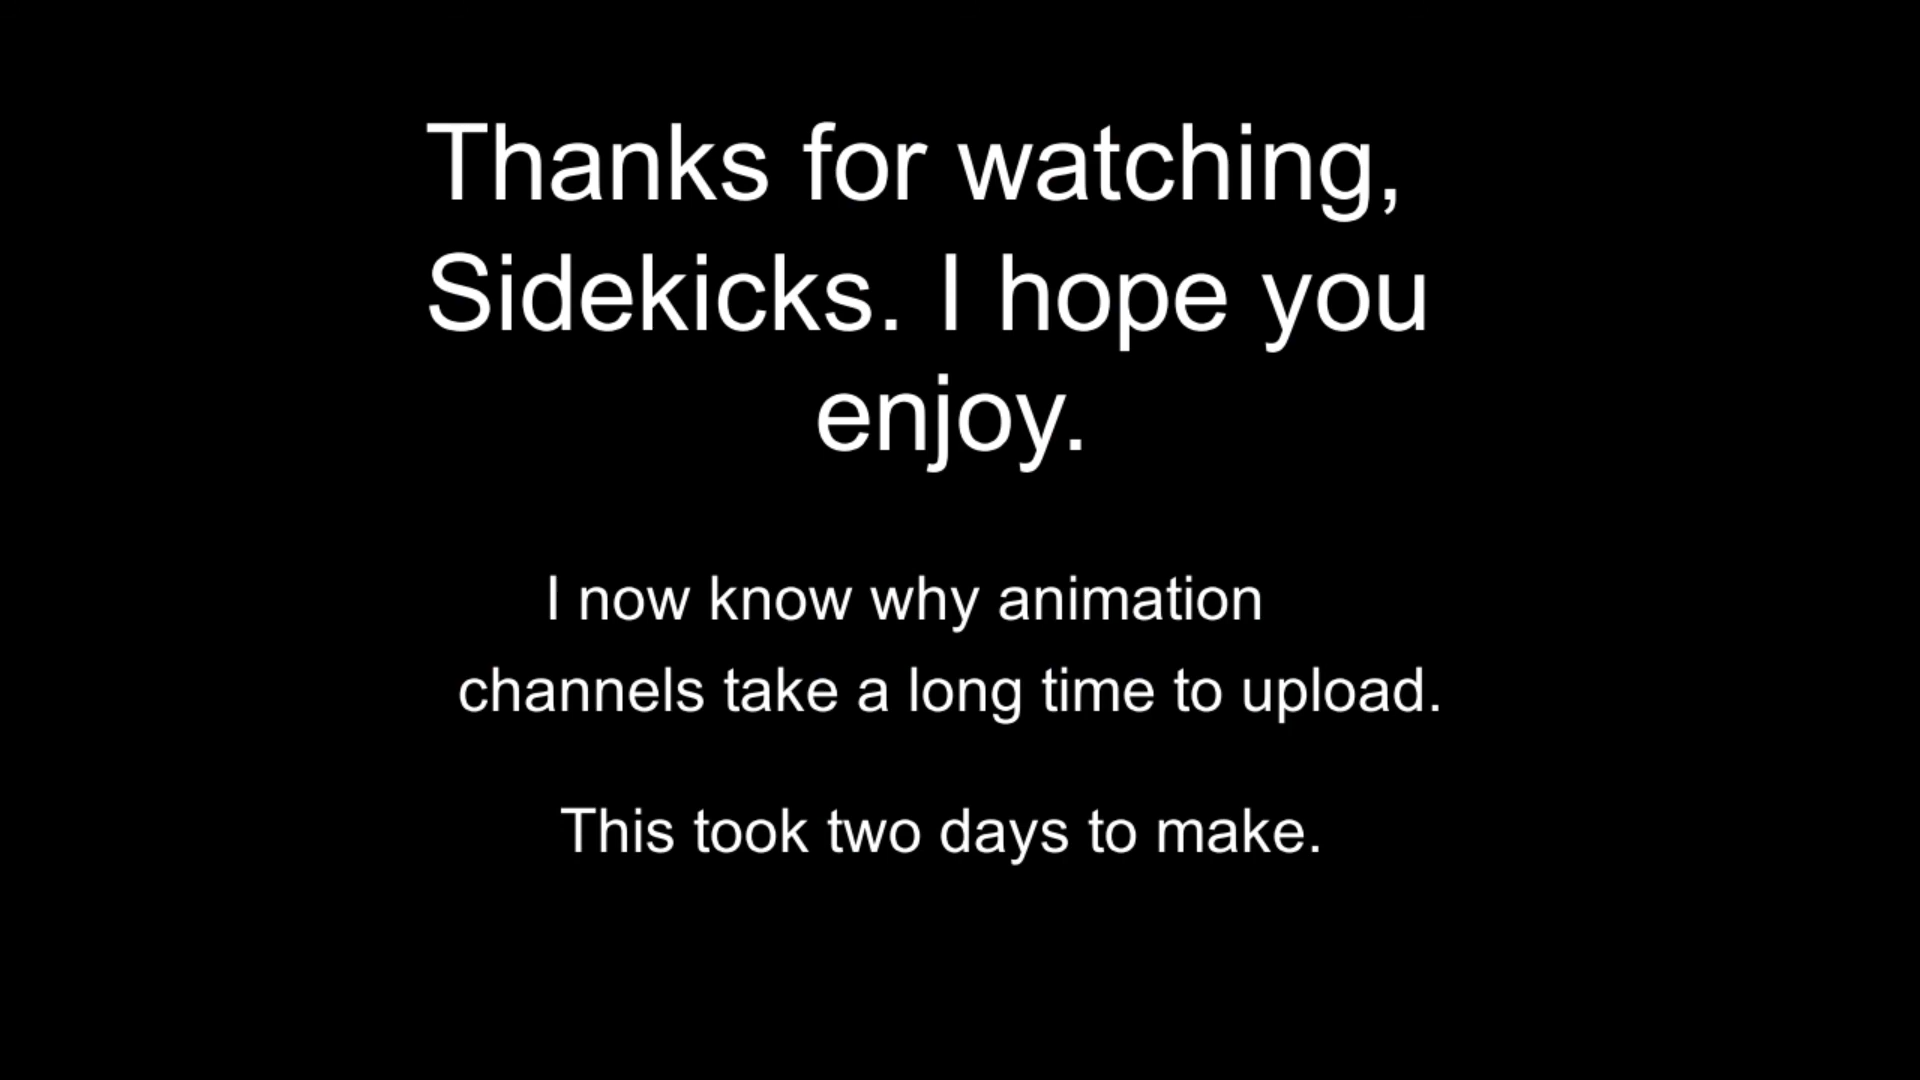 Thanks for watching,
Sidekicks. I hope you
enjoy.
I now know why animation
channels take a long time to upload.
This took two days to make.